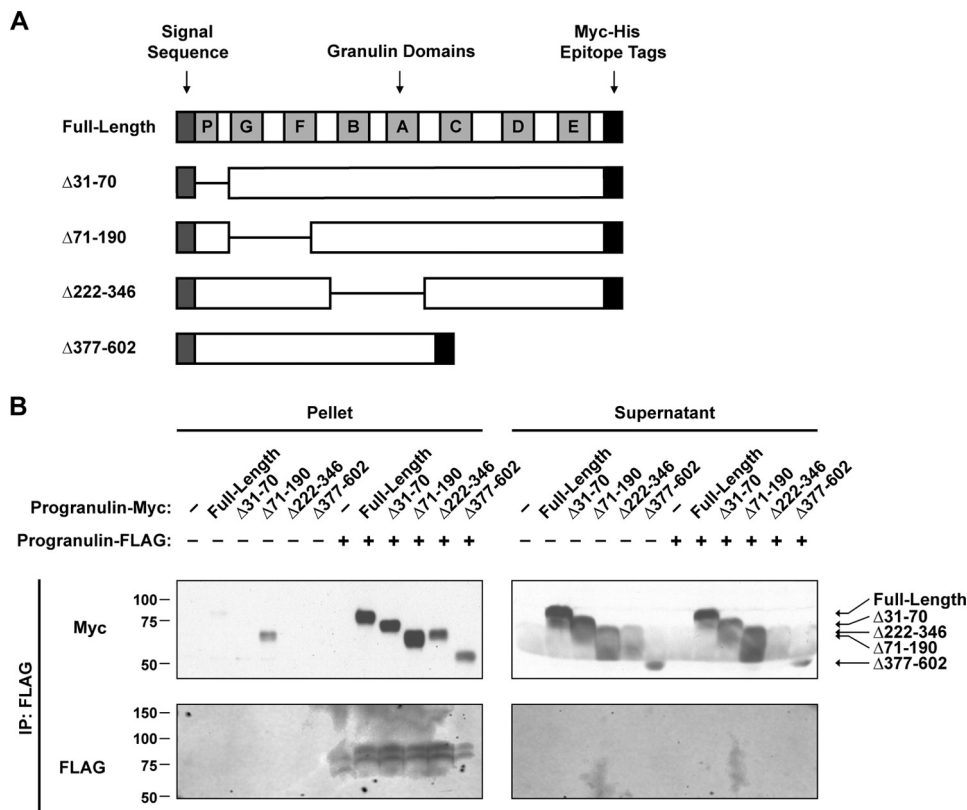 A
Signal
Sequence
Granulin Domains
Myc-His
Epitope Tags
Full-Length
P G F B A C D E
Δ31-70
Δ71-190
Δ222-346
Δ377-602
B
Pellet
Supernatant
Progranulin-Myc: – Full-Length Δ31-70 Δ71-190 Δ222-346 Δ377-602 – Full-Length Δ31-70 Δ71-190 Δ222-346 Δ377-602 – Full-Length Δ31-70 Δ71-190 Δ222-346 Δ377-602 – Full-Length Δ31-70 Δ71-190 Δ222-346 Δ377-602
Progranulin-FLAG: – – – – – – + + + + + + – – – – – – + + + + + +
IP: FLAG
Myc
100
75
50
Full-Length
Δ31-70
Δ222-346
Δ71-190
Δ377-602
FLAG
150
100
75
50